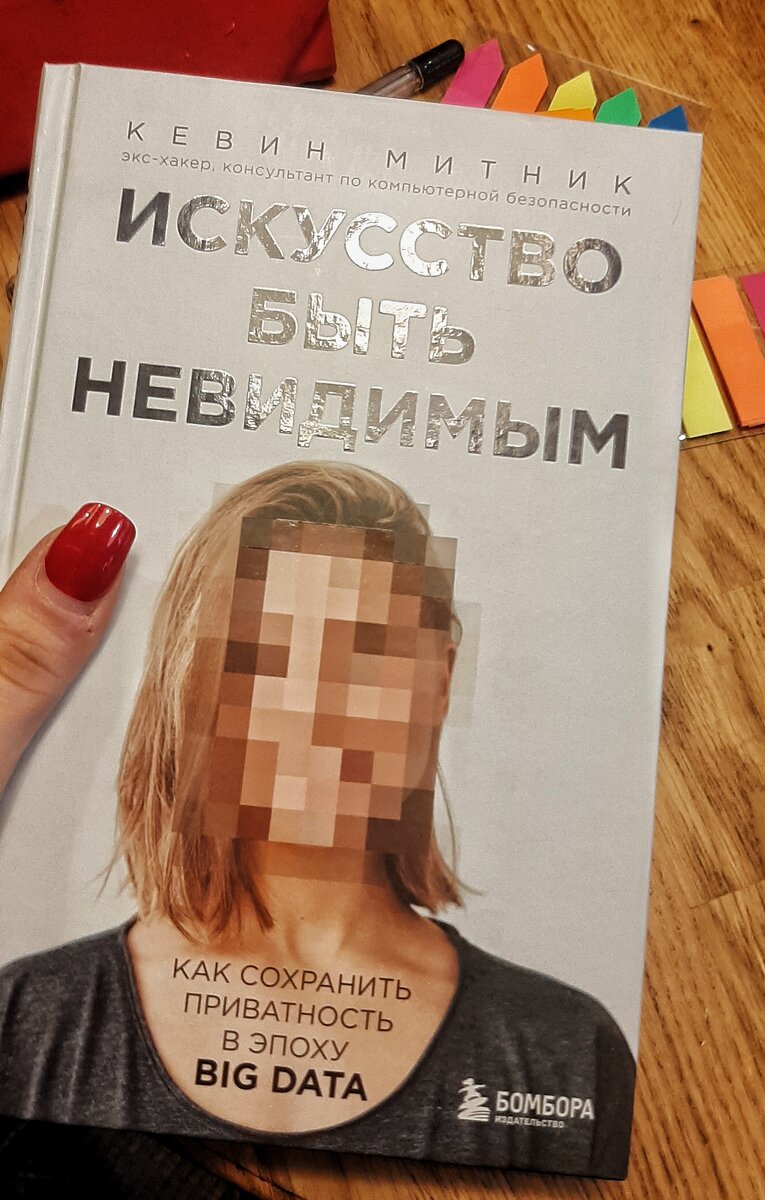 КЕВИН МИТНИК
экс-хакер, консультант по компьютерной безопасности
ИСКУССТВО
БЫТЬ
НЕВИДИМЫМ
КАК СОХРАНИТЬ
ПРИВАТНОСТЬ
В ЭПОХУ
BIG DATA
БОМБОРА
ИЗДАТЕЛЬСТВО